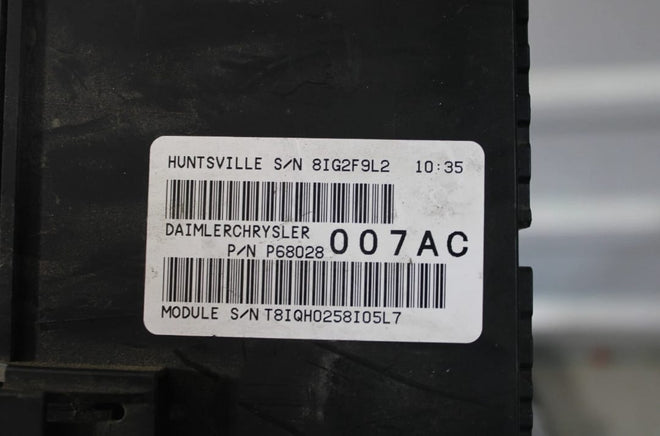 HUNTSVILLE S/N 8IG2F9L2 10:35
DAIMLERCHRYSLER
P/N P68028 007AC
MODULE S/N T8IQH0258I05L7